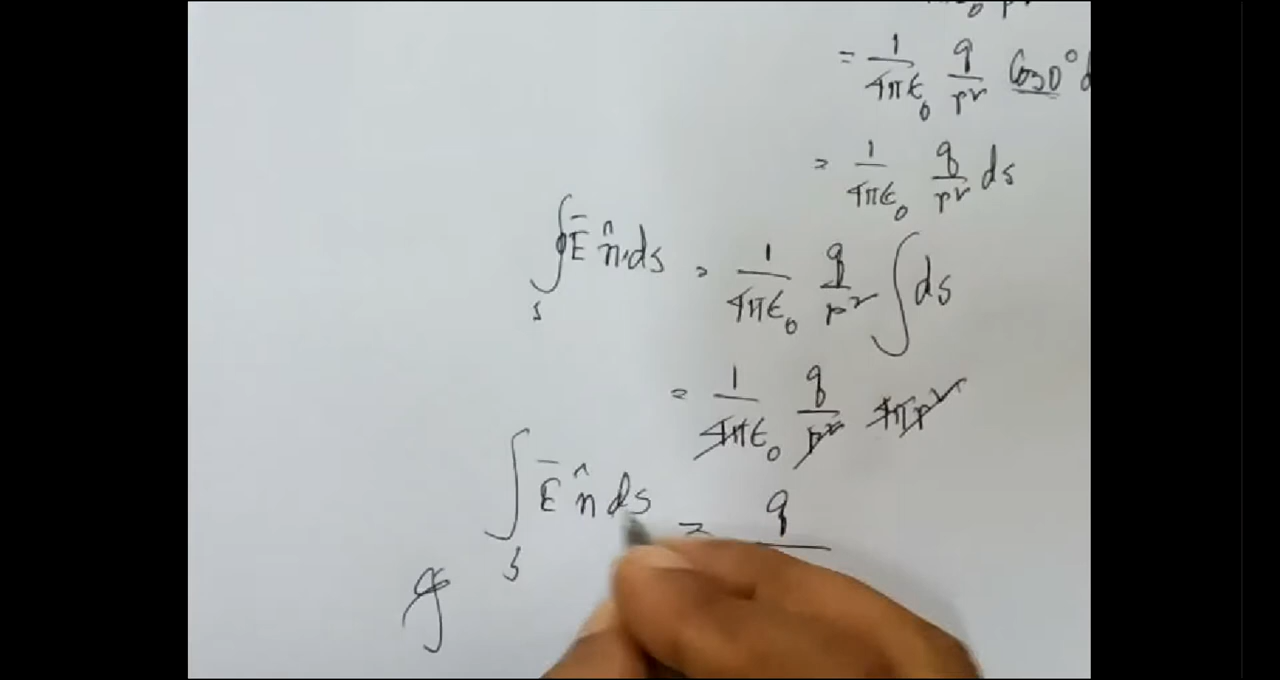 = 1/4πε₀ q/r² Cos0°
= 1/4πε₀ q/r² ds
∮s Ē n̂.ds = 1/4πε₀ q/r² ∫ds
= 1/4πε₀ q/r² 4πr²
∫s Ē n̂ ds = q